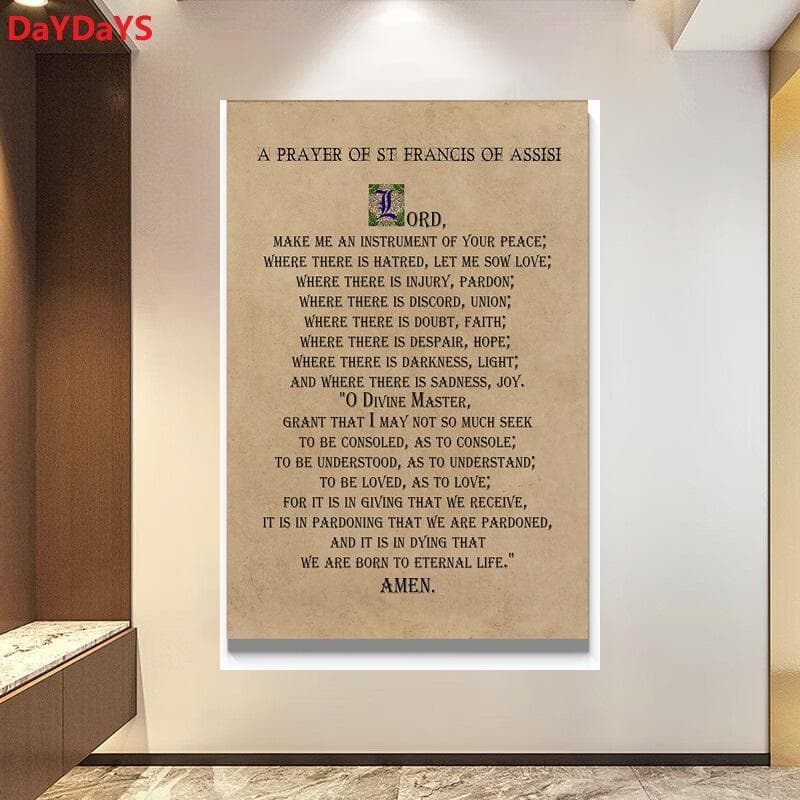 DaYDaYS
A PRAYER OF ST FRANCIS OF ASSISI
LORD,
MAKE ME AN INSTRUMENT OF YOUR PEACE;
WHERE THERE IS HATRED, LET ME SOW LOVE;
WHERE THERE IS INJURY, PARDON;
WHERE THERE IS DISCORD, UNION;
WHERE THERE IS DOUBT, FAITH;
WHERE THERE IS DESPAIR, HOPE;
WHERE THERE IS DARKNESS, LIGHT;
AND WHERE THERE IS SADNESS, JOY.
"O DIVINE MASTER,
GRANT THAT I MAY NOT SO MUCH SEEK
TO BE CONSOLED, AS TO CONSOLE;
TO BE UNDERSTOOD, AS TO UNDERSTAND;
TO BE LOVED, AS TO LOVE;
FOR IT IS IN GIVING THAT WE RECEIVE,
IT IS IN PARDONING THAT WE ARE PARDONED,
AND IT IS IN DYING THAT
WE ARE BORN TO ETERNAL LIFE."
AMEN.